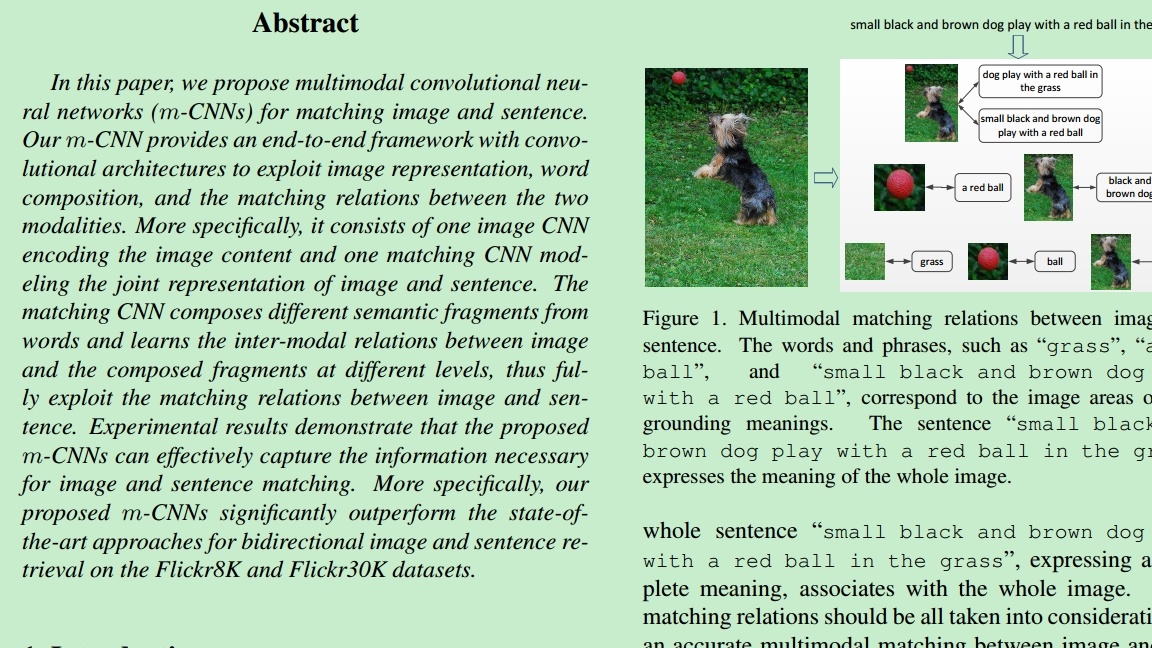 Abstract
In this paper, we propose multimodal convolutional neu-
ral networks (m-CNNs) for matching image and sentence.
Our m-CNN provides an end-to-end framework with convo-
lutional architectures to exploit image representation, word
composition, and the matching relations between the two
modalities. More specifically, it consists of one image CNN
encoding the image content and one matching CNN mod-
eling the joint representation of image and sentence. The
matching CNN composes different semantic fragments from
words and learns the inter-modal relations between image
and the composed fragments at different levels, thus ful-
ly exploit the matching relations between image and sen-
tence. Experimental results demonstrate that the proposed
m-CNNs can effectively capture the information necessary
for image and sentence matching. More specifically, our
proposed m-CNNs significantly outperform the state-of-
the-art approaches for bidirectional image and sentence re-
trieval on the Flickr8K and Flickr30K datasets.
small black and brown dog play with a red ball in the
dog play with a red ball in
the grass
small black and brown dog
play with a red ball
a red ball
black and
brown dog
grass
ball
Figure 1. Multimodal matching relations between imag
sentence. The words and phrases, such as “grass”, “a
ball”, and “small black and brown dog
with a red ball”, correspond to the image areas o
grounding meanings. The sentence “small black
brown dog play with a red ball in the gr
expresses the meaning of the whole image.
whole sentence “small black and brown dog
with a red ball in the grass”, expressing a
plete meaning, associates with the whole image.
matching relations should be all taken into considerati
an accurate multimodal matching between image and